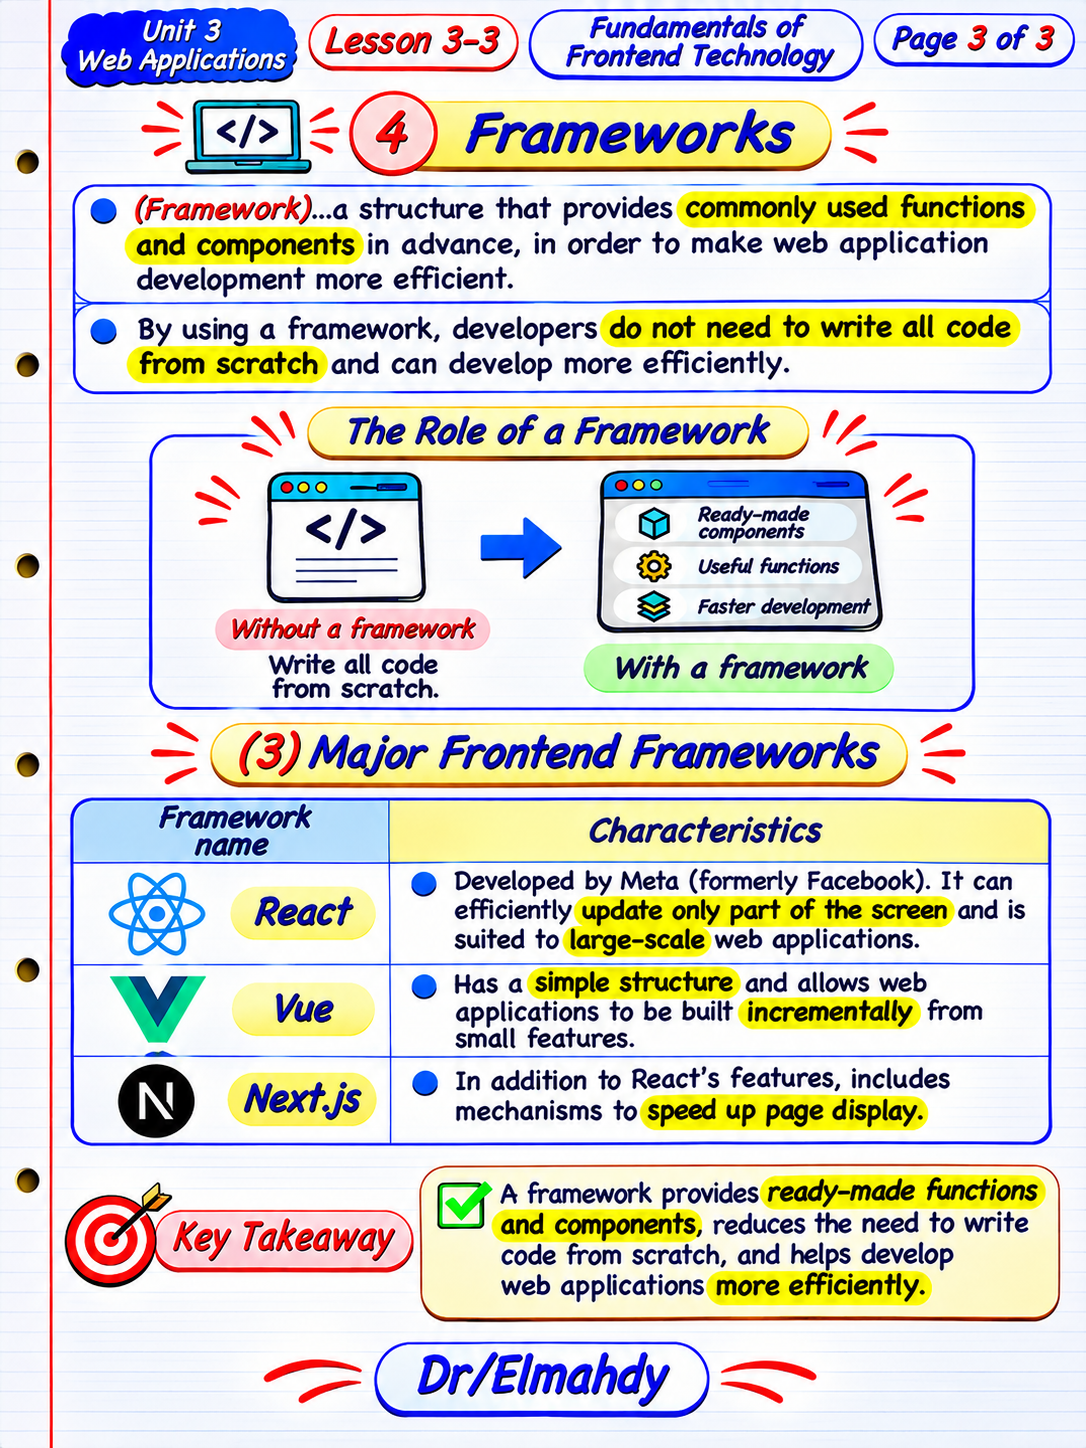 Unit 3
Web Applications
Lesson 3-3
Fundamentals of
Frontend Technology
Page 3 of 3
</>
4
Frameworks
(Framework)...a structure that provides commonly used functions
and components in advance, in order to make web application
development more efficient.
By using a framework, developers do not need to write all code
from scratch and can develop more efficiently.
The Role of a Framework
</>
Without a framework
Write all code
from scratch.
Ready-made
components
Useful functions
Faster development
With a framework
(3) Major Frontend Frameworks
Framework
name
Characteristics
React
Developed by Meta (formerly Facebook). It can
efficiently update only part of the screen and is
suited to large-scale web applications.
Vue
Has a simple structure and allows web
applications to be built incrementally from
small features.
N
Next.js
In addition to React's features, includes
mechanisms to speed up page display.
Key Takeaway
A framework provides ready-made functions
and components, reduces the need to write
code from scratch, and helps develop
web applications more efficiently.
Dr/Elmahdy